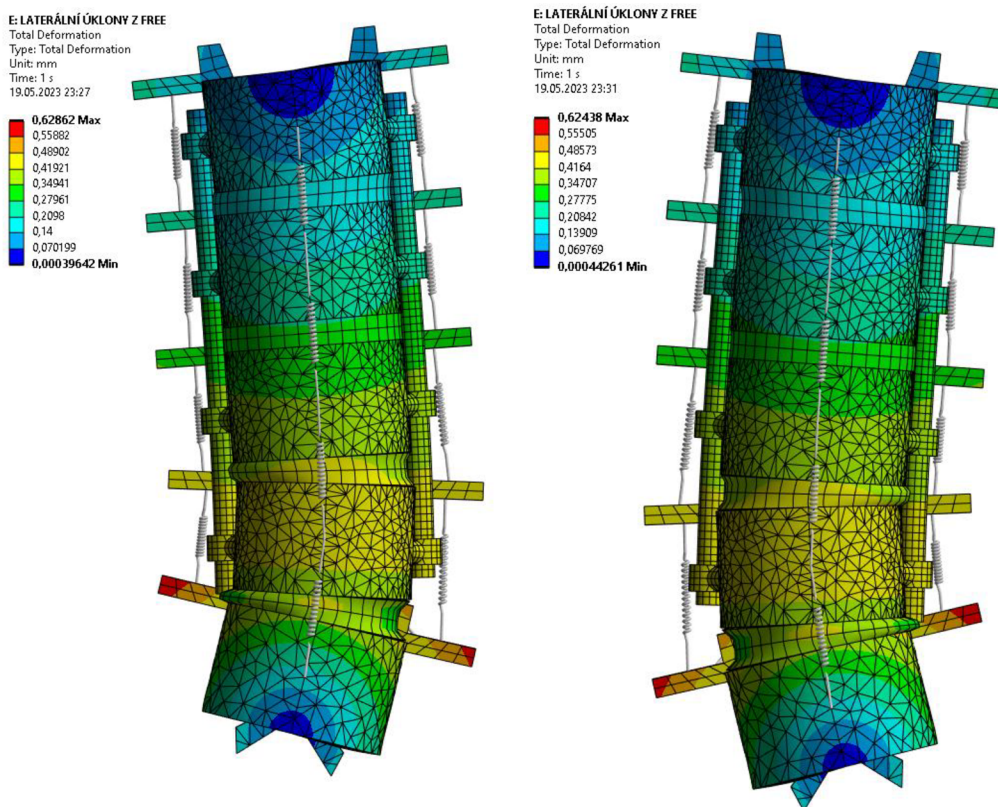 E: LATERÁLNÍ ÚKLONY Z FREE
Total Deformation
Type: Total Deformation
Unit: mm
Time: 1 s
19.05.2023 23:27
0,62862 Max
0,55882
0,48902
0,41921
0,34941
0,27961
0,2098
0,14
0,070199
0,00039642 Min
E: LATERÁLNÍ ÚKLONY Z FREE
Total Deformation
Type: Total Deformation
Unit: mm
Time: 1 s
19.05.2023 23:31
0,62438 Max
0,55505
0,48573
0,4164
0,34707
0,27775
0,20842
0,13909
0,069769
0,00044261 Min